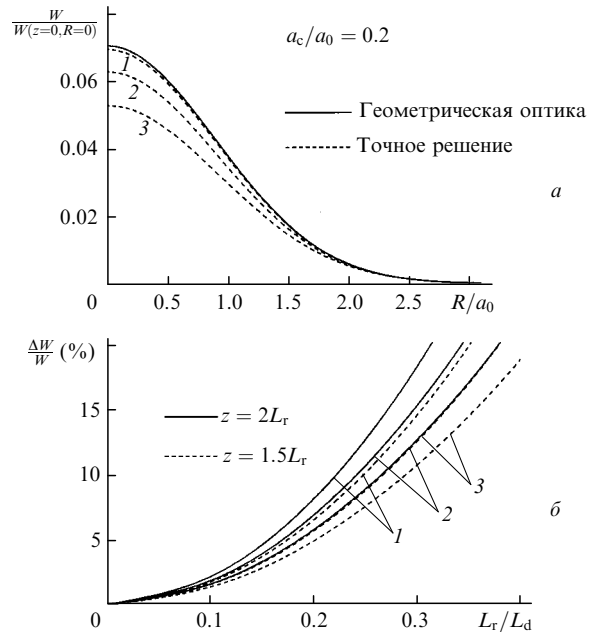 W
W(z=0,R=0)
a_c/a_0 = 0.2
1
0.06
2
Геометрическая оптика
3
0.04
Точное решение
а
0.02
0 0.5 1.0 1.5 2.0 2.5 R/a_0
ΔW/W (%)
15
z = 2L_r
z = 1.5L_r
10
3
2
б
1
5
0 0.1 0.2 0.3 L_r/L_d